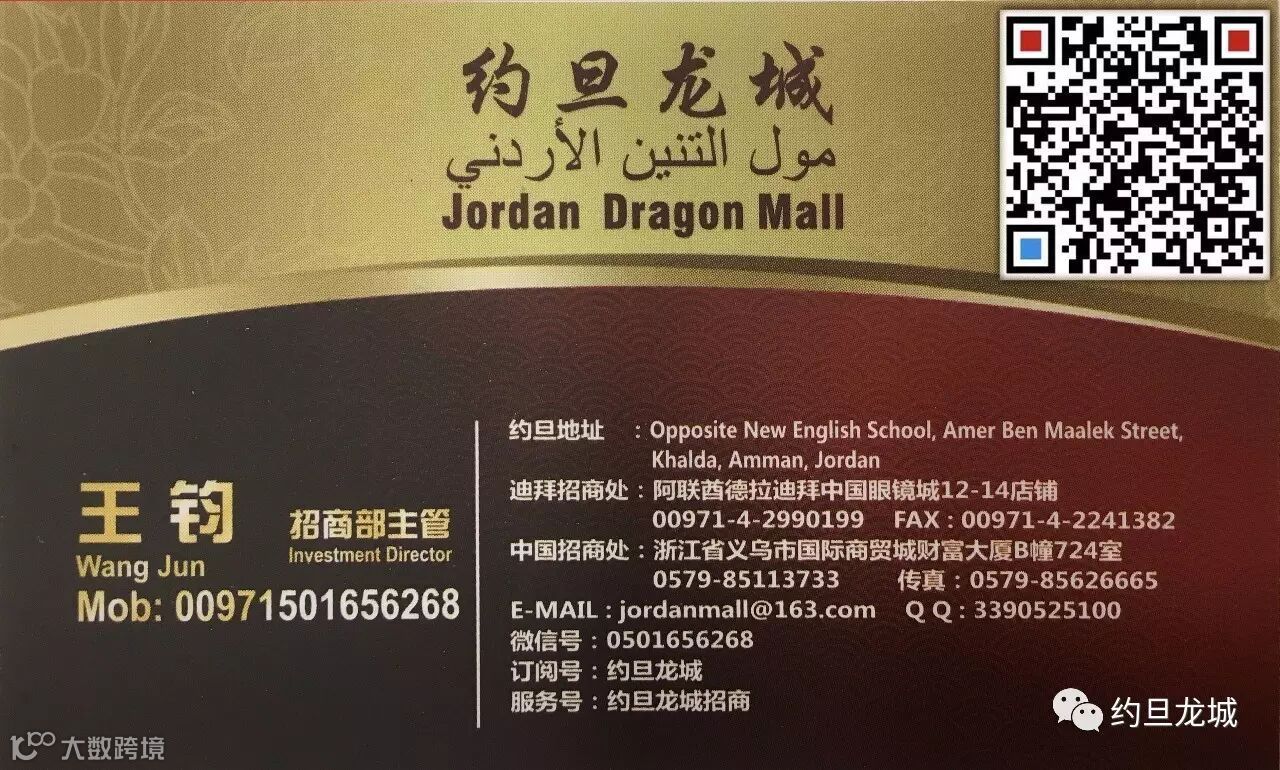 约旦龙城
مول التنين الأردني
Jordan Dragon Mall
王钧 招商部主管
Wang Jun Investment Director
Mob: 00971501656268
约旦地址 : Opposite New English School, Amer Ben Maalek Street,
Khalda, Amman, Jordan
迪拜招商处 : 阿联酋德拉迪拜中国眼镜城12-14店铺
00971-4-2990199 FAX : 00971-4-2241382
中国招商处 : 浙江省义乌市国际商贸城财富大厦B幢724室
0579-85113733 传真 : 0579-85626665
E-MAIL : jordanmall@163.com Q Q : 3390525100
微信号 : 0501656268
订阅号 : 约旦龙城
服务号 : 约旦龙城招商
约旦龙城
大数跨境